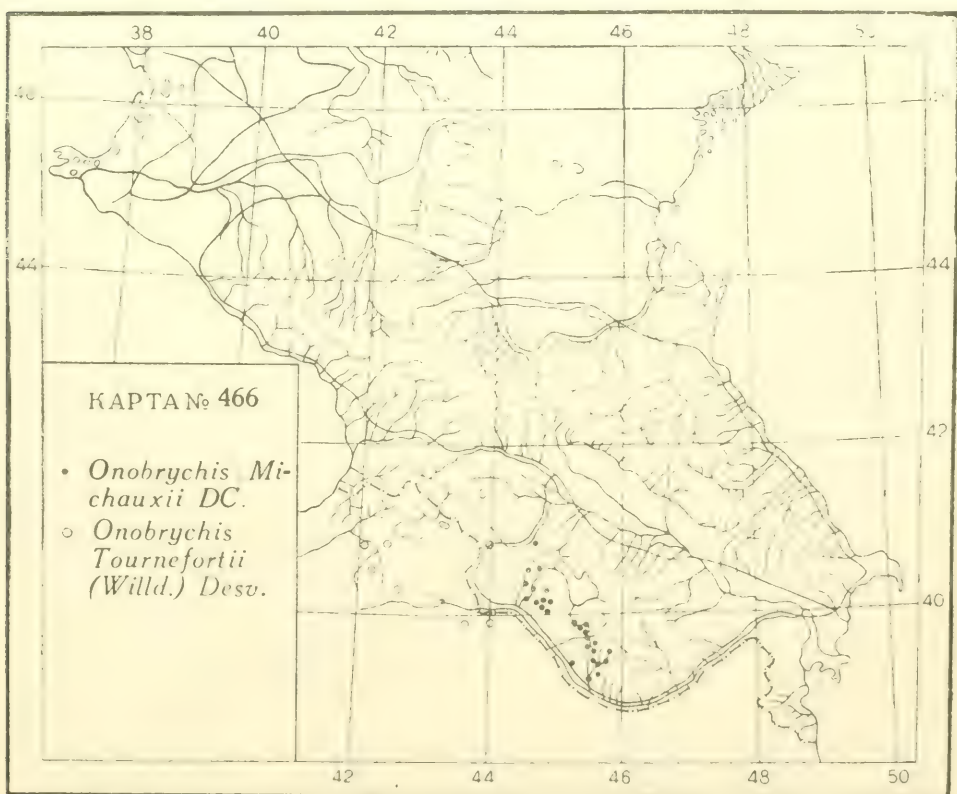 38 40 42 44 46 48
44 44
КАРТА № 466
• Onobrychis Mi-
chauxii DC.
○ Onobrychis
Tournefortii
(Willd.) Desv.
42
40
42 44 46 48 50